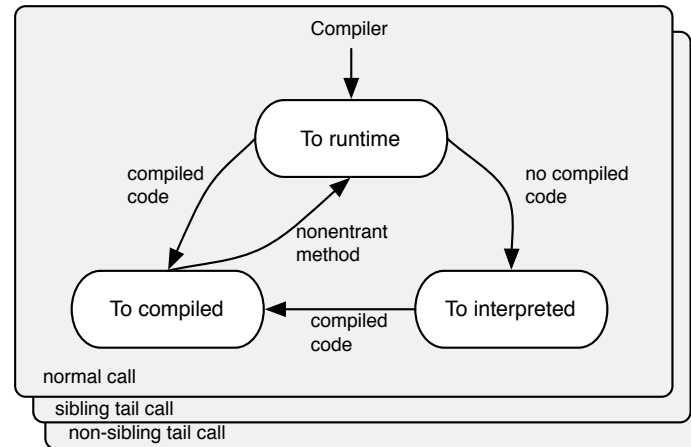 Compiler
To runtime
compiled
code
no compiled
code
nonentrant
method
To compiled
To interpreted
compiled
code
normal call
sibling tail call
non-sibling tail call